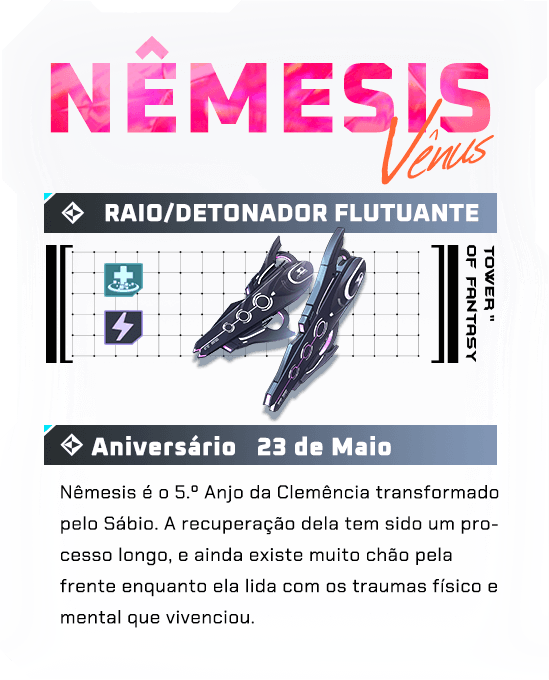 NÊMESIS
Vênus
RAIO/DETONADOR FLUTUANTE
TOWER"
OF FANTASY
Aniversário 23 de Maio
Nêmesis é o 5.º Anjo da Clemência transformado
pelo Sábio. A recuperação dela tem sido um pro-
cesso longo, e ainda existe muito chão pela
frente enquanto ela lida com os traumas físico e
mental que vivenciou.